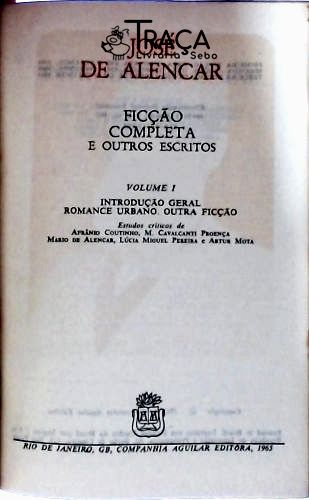 TRAÇA
Livraria Sebo
JOSÉ
DE ALENCAR
FICÇÃO
COMPLETA
E OUTROS ESCRITOS
VOLUME I
INTRODUÇÃO GERAL
ROMANCE URBANO. OUTRA FICÇÃO
Estudos críticos de
AFRÂNIO COUTINHO, M. CAVALCANTI PROENÇA
MARIO DE ALENCAR, LÚCIA MIGUEL PEREIRA E ARTUR MOTA
RIO DE JANEIRO, GB, COMPANHIA AGUILAR EDITORA, 1965